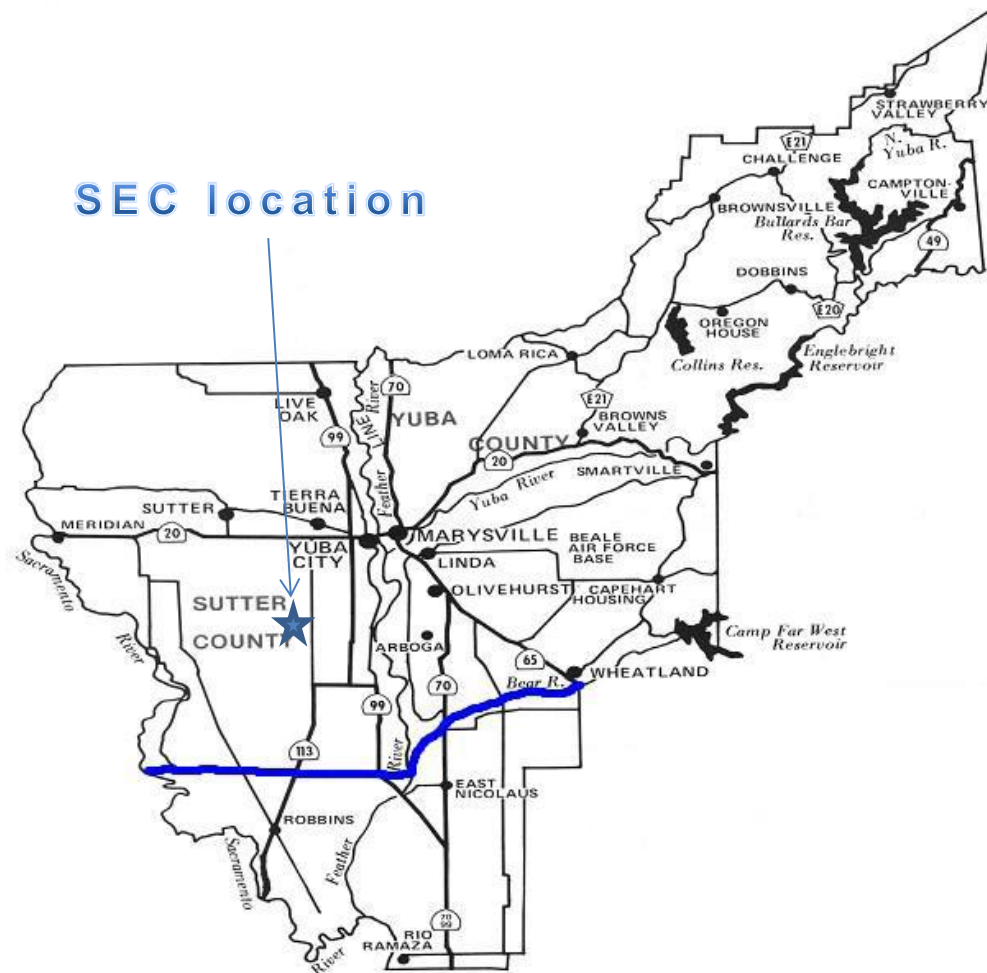 STRAWBERRY
VALLEY
E21
N.
Yuba R.
CHALLENGE
CAMPTON-
VILLE
SEC location
BROWNSVILLE
Bullards Bar
Res.
49
DOBBINS
E20
OREGON
HOUSE
LOMA RICA
Collins Res.
Englebright
Reservoir
70
LIVE
OAK
LINE
River
YUBA
E21
BROWNS
VALLEY
99
COUNTY
20
SMARTVILLE
Feather
Yuba River
TIERRA
BUENA
SUTTER
MERIDIAN
20
MARYSVILLE
YUBA
CITY
LINDA
BEALE
AIR FORCE
BASE
Sacramento
River
OLIVEHURST
CAPEHART
HOUSING
SUTTER
COUNTY
ARBOGA
Camp Far West
Reservoir
65
WHEATLAND
Bear R.
70
99
113
River
EAST
NICOLAUS
ROBBINS
Feather
Sacramento
River
70
99
RIO
RAMAZA